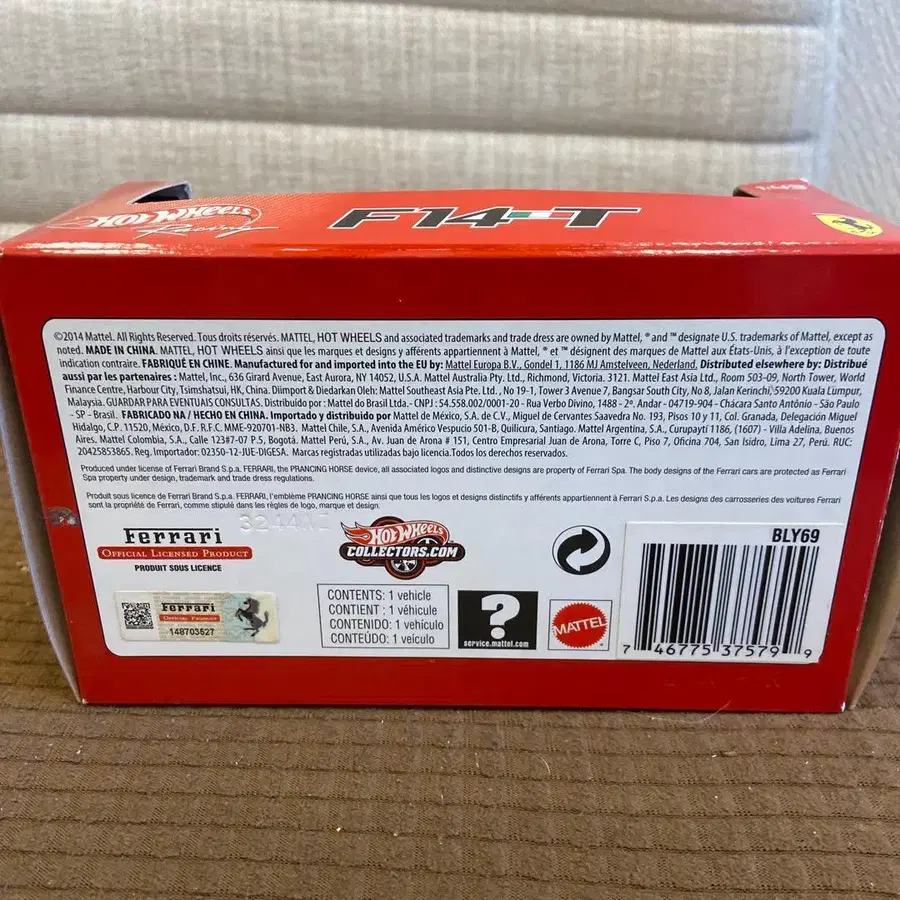 HOT WHEELS
Racing
F14-T
1:43
©2014 Mattel. All Rights Reserved. Tous droits réservés. MATTEL, HOT WHEELS and associated trademarks and trade dress are owned by Mattel, ® and ™ designate U.S. trademarks of Mattel, except as
noted. MADE IN CHINA. MATTEL, HOT WHEELS ainsi que les marques et designs y afférents appartiennent à Mattel, ® et ™ désignent des marques de Mattel aux États-Unis, à l'exception de toute
indication contraire. FABRIQUÉ EN CHINE. Manufactured for and imported into the EU by: Mattel Europa B.V., Gondel 1, 1186 MJ Amstelveen, Nederland. Distributed elsewhere by: Distribué
aussi par les partenaires : Mattel, Inc., 636 Girard Avenue, East Aurora, NY 14052, U.S.A. Mattel Australia Pty. Ltd., Richmond, Victoria. 3121. Mattel East Asia Ltd., Room 503-09, North Tower, World
Finance Centre, Harbour City, Tsimshatsui, HK, China. Diimport & Diedarkan Oleh: Mattel Southeast Asia Pte. Ltd., No 19-1, Tower 3 Avenue 7, Bangsar South City, No 8, Jalan Kerinchi, 59200 Kuala Lumpur,
Malaysia. GUARDAR PARA EVENTUAIS CONSULTAS. Distribuído por : Mattel do Brasil Ltda.- CNPJ : 54.558.002/0001-20 - Rua Verbo Divino, 1488 - 2º. Andar - 04719-904 - Chácara Santo Antônio - São Paulo
- SP - Brasil. FABRICADO NA / HECHO EN CHINA. Importado y distribuido por Mattel de México, S.A. de C.V., Miguel de Cervantes Saavedra No. 193, Pisos 10 y 11, Col. Granada, Delegación Miguel
Hidalgo, C.P. 11520, México, D.F. R.F.C. MME-920701-NB3. Mattel Chile, S.A., Avenida Américo Vespucio 501-B, Quilicura, Santiago. Mattel Argentina, S.A., Curupaytí 1186, (1607) - Villa Adelina, Buenos
Aires. Mattel Colombia, S.A., Calle 123#07-07 P.5, Bogotá. Mattel Perú, S.A., Av. Juan de Arona # 151, Centro Empresarial Juan de Arona, Torre C, Piso 7, Oficina 704, San Isidro, Lima 27, Perú. RUC:
20425853865. Reg. Importador: 02350-12-JUE-DIGESA. Marcas registradas utilizadas bajo licencia. Todos los derechos reservados.
Produced under license of Ferrari Brand S.p.a. FERRARI, the PRANCING HORSE device, all associated logos and distinctive designs are property of Ferrari Spa. The body designs of the Ferrari cars are protected as Ferrari
Spa property under design, trademark and trade dress regulations.
Produit sous licence de Ferrari Brand S.p.a. FERRARI, l'emblème PRANCING HORSE ainsi que tous les logos et designs distinctifs y afférents appartiennent à Ferrari S.p.a. Les designs des carrosseries des voitures Ferrari
sont la propriété de Ferrari, comme stipulé dans les règles de logo, marque et design.
Ferrari
OFFICIAL LICENSED PRODUCT
PRODUIT SOUS LICENCE
HOT WHEELS
COLLECTORS.COM
BLY69
Ferrari
Official Product
148703527
CONTENTS: 1 vehicle
CONTIENT : 1 véhicule
CONTENIDO: 1 vehículo
CONTEÚDO: 1 veículo
?
service.mattel.com
MATTEL
7 46775 37579 9